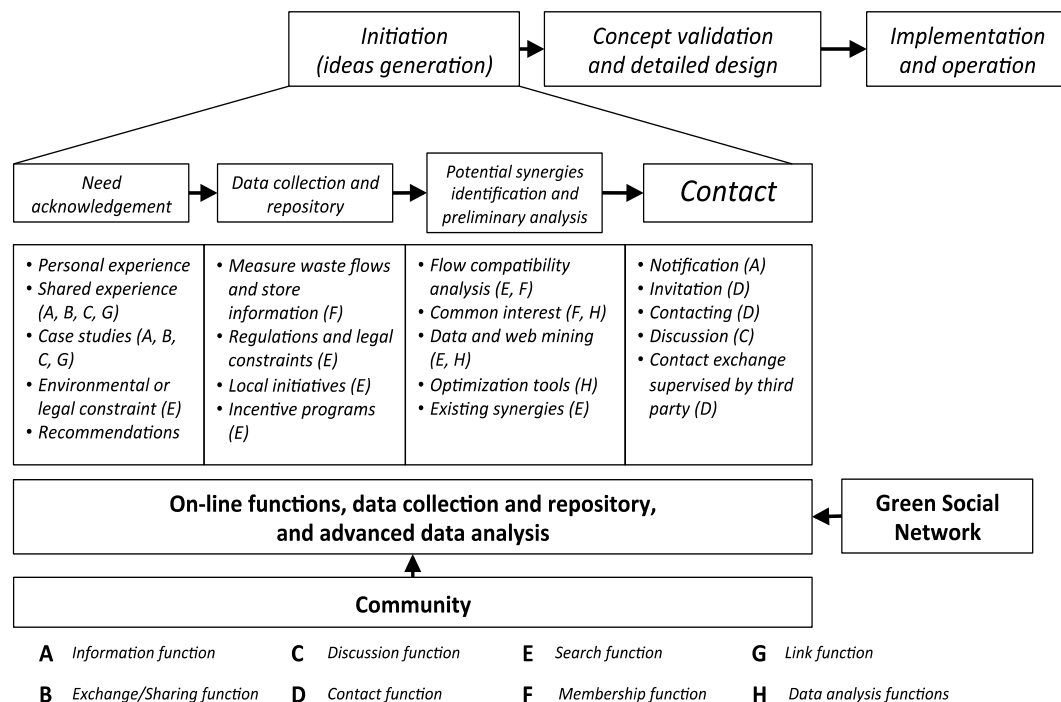 Initiation
(ideas generation)
Concept validation
and detailed design
Implementation
and operation
Need
acknowledgement
Data collection and
repository
Potential synergies
identification and
preliminary analysis
Contact
• Personal experience
• Shared experience
(A, B, C, G)
• Case studies (A, B,
C, G)
• Environmental or
legal constraint (E)
• Recommendations
• Measure waste flows
and store
information (F)
• Regulations and legal
constraints (E)
• Local initiatives (E)
• Incentive programs
(E)
• Flow compatibility
analysis (E, F)
• Common interest (F, H)
• Data and web mining
(E, H)
• Optimization tools (H)
• Existing synergies (E)
• Notification (A)
• Invitation (D)
• Contacting (D)
• Discussion (C)
• Contact exchange
supervised by third
party (D)
On-line functions, data collection and repository,
and advanced data analysis
Green Social
Network
Community
A Information function
C Discussion function
E Search function
G Link function
B Exchange/Sharing function
D Contact function
F Membership function
H Data analysis functions